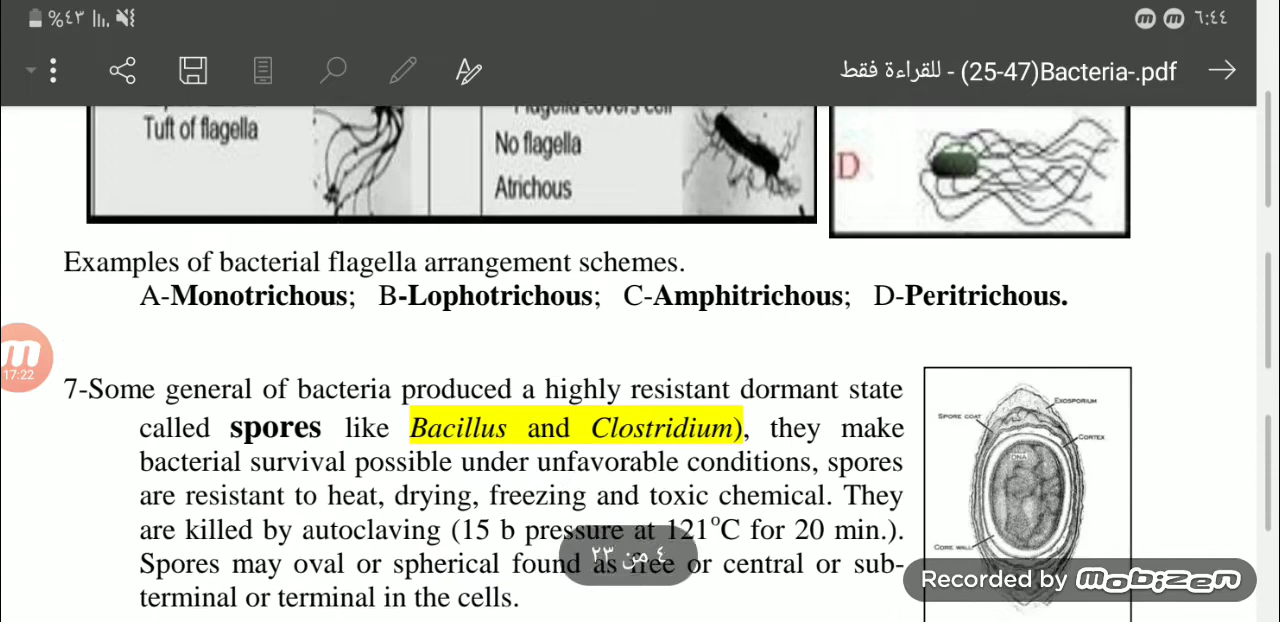 %٤٣
٦:٤٤
(25-47)Bacteria-.pdf - للقراءة فقط
Flagella covers cell
Tuft of flagella
No flagella
Atrichous
D
Examples of bacterial flagella arrangement schemes.
A-Monotrichous; B-Lophotrichous; C-Amphitrichous; D-Peritrichous.
17:22
7-Some general of bacteria produced a highly resistant dormant state
called spores like Bacillus and Clostridium), they make
bacterial survival possible under unfavorable conditions, spores
are resistant to heat, drying, freezing and toxic chemical. They
are killed by autoclaving (15 b pressure at 121°C for 20 min.).
Spores may oval or spherical found as free or central or sub-
terminal or terminal in the cells.
٤ من ٢٣
EXOSPORIUM
SPORE COAT
CORTEX
DNA
CORE WALL
Recorded by mobizen